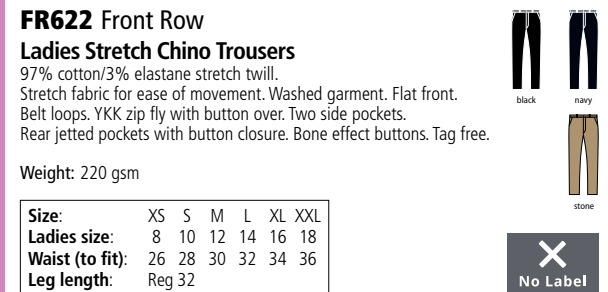 FR622 Front Row
Ladies Stretch Chino Trousers
97% cotton/3% elastane stretch twill.
Stretch fabric for ease of movement. Washed garment. Flat front.
Belt loops. YKK zip fly with button over. Two side pockets.
Rear jetted pockets with button closure. Bone effect buttons. Tag free.
Weight: 220 gsm
Size: XS S M L XL XXL
Ladies size: 8 10 12 14 16 18
Waist (to fit): 26 28 30 32 34 36
Leg length: Reg 32
black navy
stone
No Label